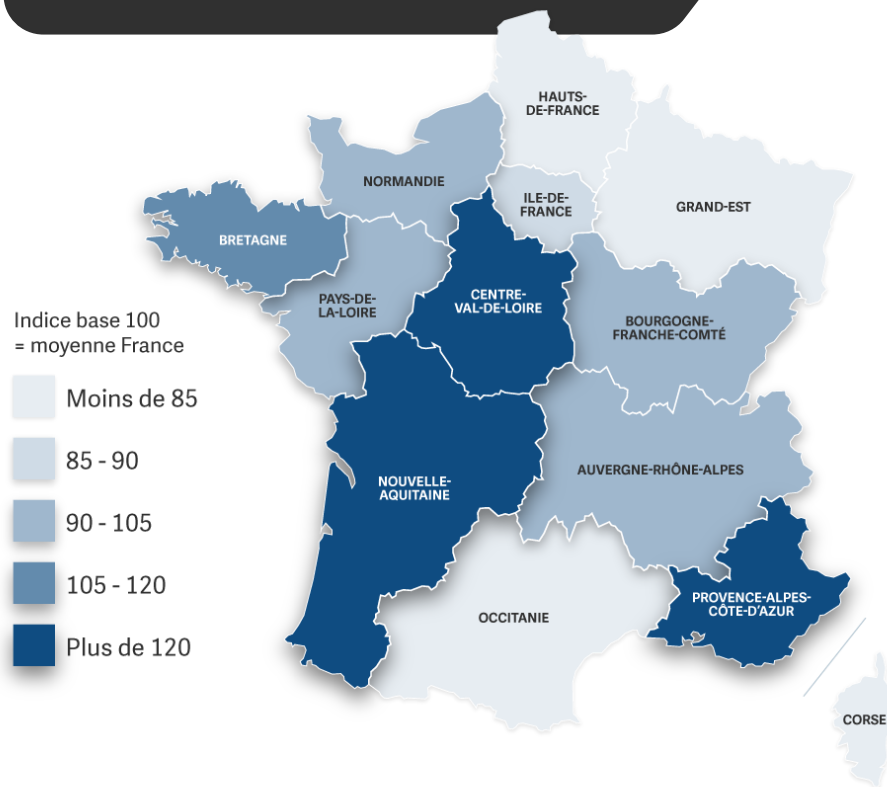 HAUTS-
DE-FRANCE
NORMANDIE
ILE-DE-
FRANCE
GRAND-EST
BRETAGNE
PAYS-DE-
LA-LOIRE
CENTRE-
VAL-DE-LOIRE
BOURGOGNE-
FRANCHE-COMTÉ
Indice base 100
= moyenne France
Moins de 85
85 - 90
90 - 105
105 - 120
Plus de 120
AUVERGNE-RHÔNE-ALPES
NOUVELLE-
AQUITAINE
PROVENCE-ALPES-
CÔTE-D'AZUR
OCCITANIE
CORSE